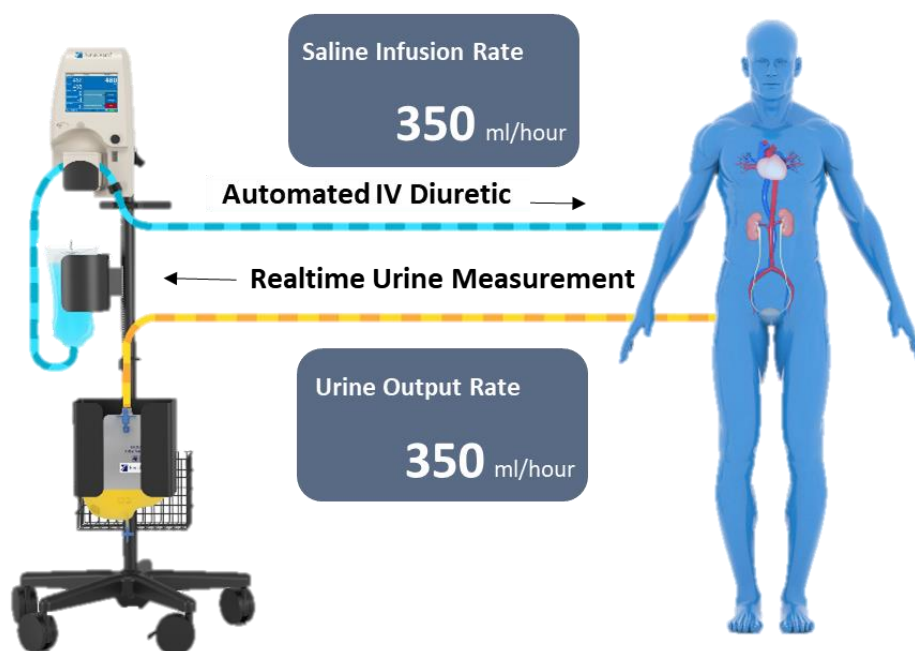 Saline Infusion Rate
350 ml/hour
Automated IV Diuretic
Realtime Urine Measurement
Urine Output Rate
350 ml/hour